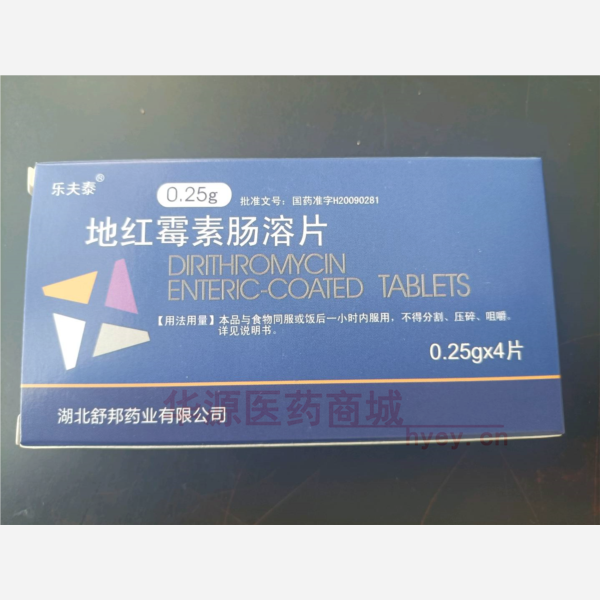 乐夫泰®
0.25g
批准文号：国药准字H20090281
地红霉素肠溶片
DIRITHROMYCIN
ENTERIC-COATED TABLETS
【用法用量】本品与食物同服或饭后一小时内服用，不得分割、压碎、咀嚼。
详见说明书。
0.25gx4片
华源医药商城
湖北舒邦药业有限公司
hyey.cn